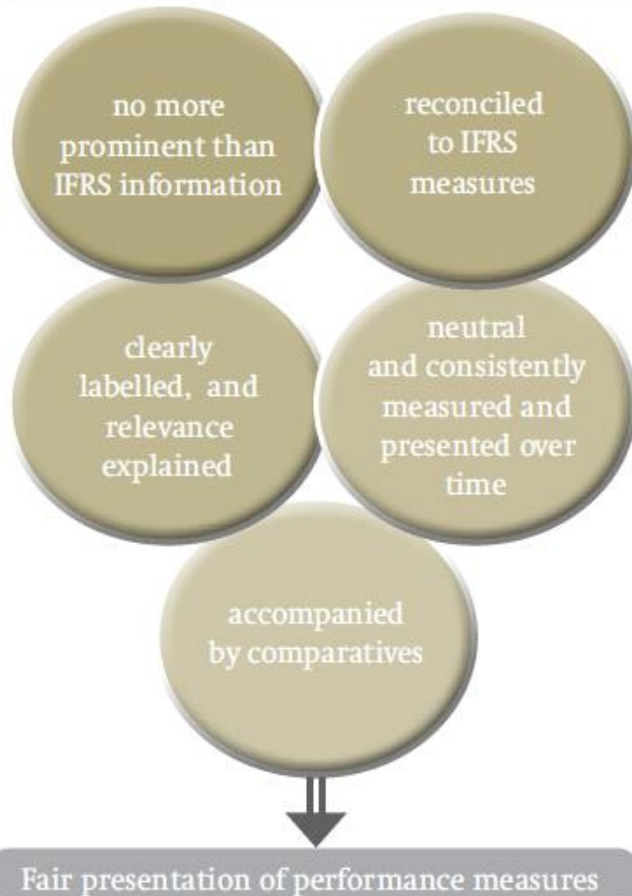 no more
prominent than
IFRS information
reconciled
to IFRS
measures
clearly
labelled, and
relevance
explained
neutral
and consistently
measured and
presented over
time
accompanied
by comparatives
Fair presentation of performance measures